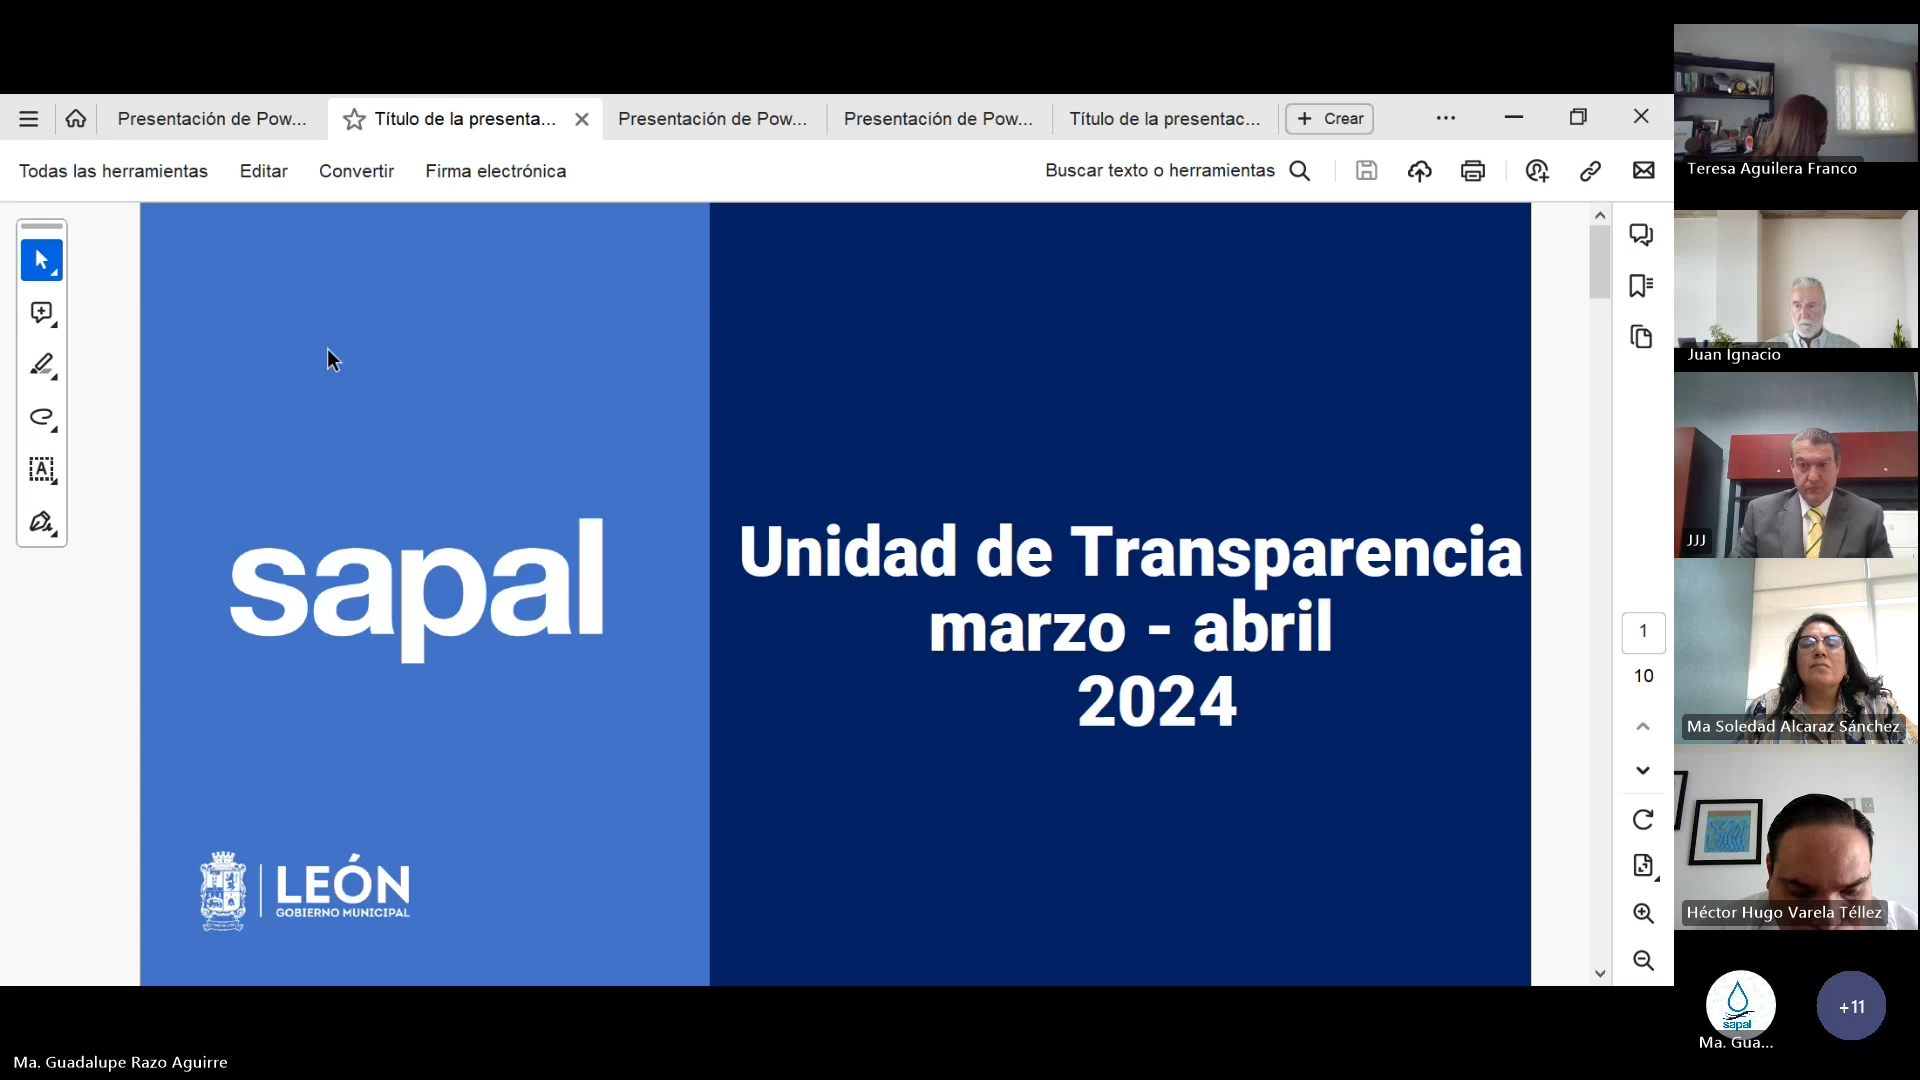 Presentación de Pow...
Título de la presenta...
Presentación de Pow...
Presentación de Pow...
Título de la presentac...
Crear
Todas las herramientas
Editar
Convertir
Firma electrónica
Buscar texto o herramientas
sapal
Unidad de Transparencia
marzo - abril
2024
LEÓN
GOBIERNO MUNICIPAL
1
10
Teresa Aguilera Franco
Juan Ignacio
JJJ
Ma Soledad Alcaraz Sánchez
Héctor Hugo Varela Téllez
sapal
Ma. Gua...
+11
Ma. Guadalupe Razo Aguirre